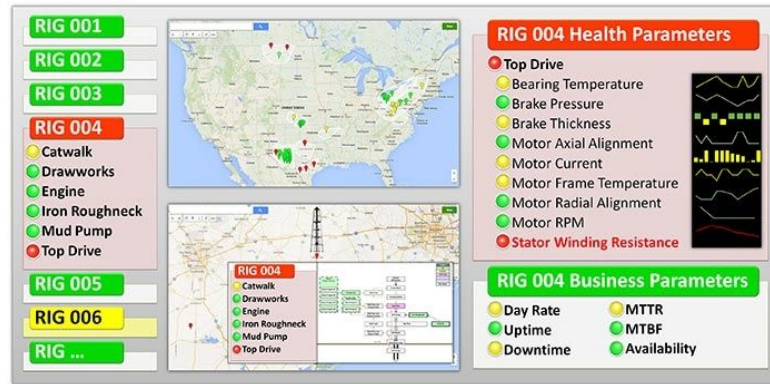 RIG 001
RIG 002
RIG 003
RIG 004
Catwalk
Drawworks
Engine
Iron Roughneck
Mud Pump
Top Drive
RIG 005
RIG 006
RIG ...
RIG 004
Catwalk
Drawworks
Engine
Iron Roughneck
Mud Pump
Top Drive
RIG 004 Health Parameters
Top Drive
Bearing Temperature
Brake Pressure
Brake Thickness
Motor Axial Alignment
Motor Current
Motor Frame Temperature
Motor Radial Alignment
Motor RPM
Stator Winding Resistance
RIG 004 Business Parameters
Day Rate
Uptime
Downtime
MTTR
MTBF
Availability